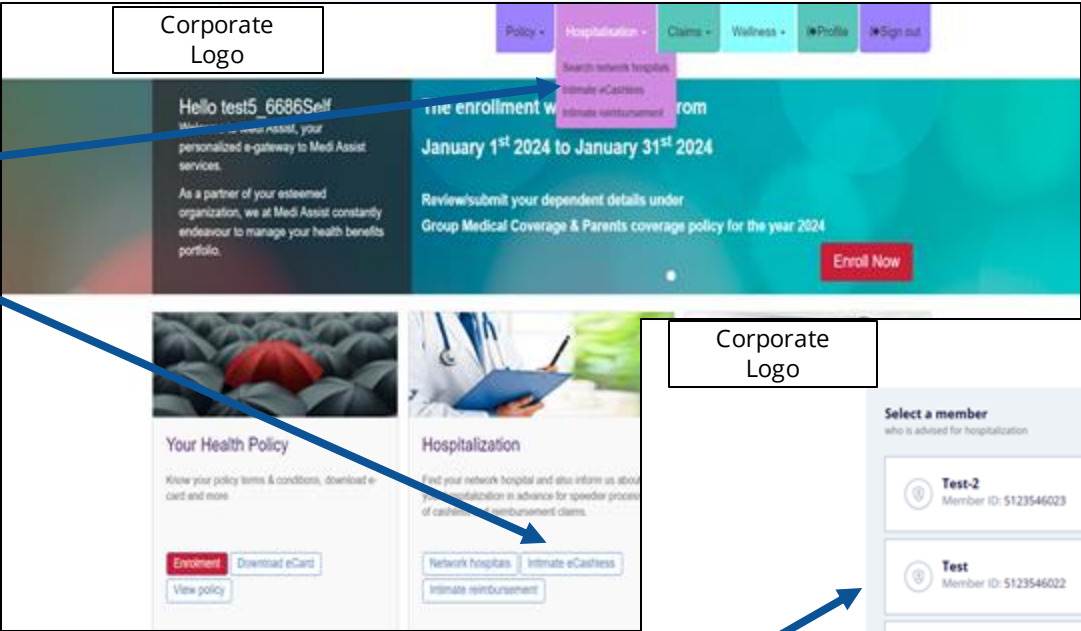 Corporate
Logo
Policy
Hospitalisation
Claims
Wellness
Profile
Sign out
Search network hospitals
Intimate eCashless
Intimate reimbursement
Hello test5_6686Self
Welcome to Medi Assist, your
personalized e-gateway to Medi Assist
services.
As a partner of your esteemed
organization, we at Medi Assist constantly
endeavour to manage your health benefits
portfolio.
The enrollment w rom
January 1st 2024 to January 31st 2024
Review/submit your dependent details under
Group Medical Coverage & Parents coverage policy for the year 2024
Enroll Now
Your Health Policy
Know your policy terms & conditions, download e-
card and more
Enrolment
Download eCard
View policy
Hospitalization
Find your network hospital and also inform us about
your hospitalization in advance for speedier process
of cashless and reimbursement claims.
Network hospitals
Intimate eCashless
Intimate reimbursement
Corporate
Logo
Select a member
who is advised for hospitalization
Test-2
Member ID: 5123546023
Test
Member ID: 5123546022